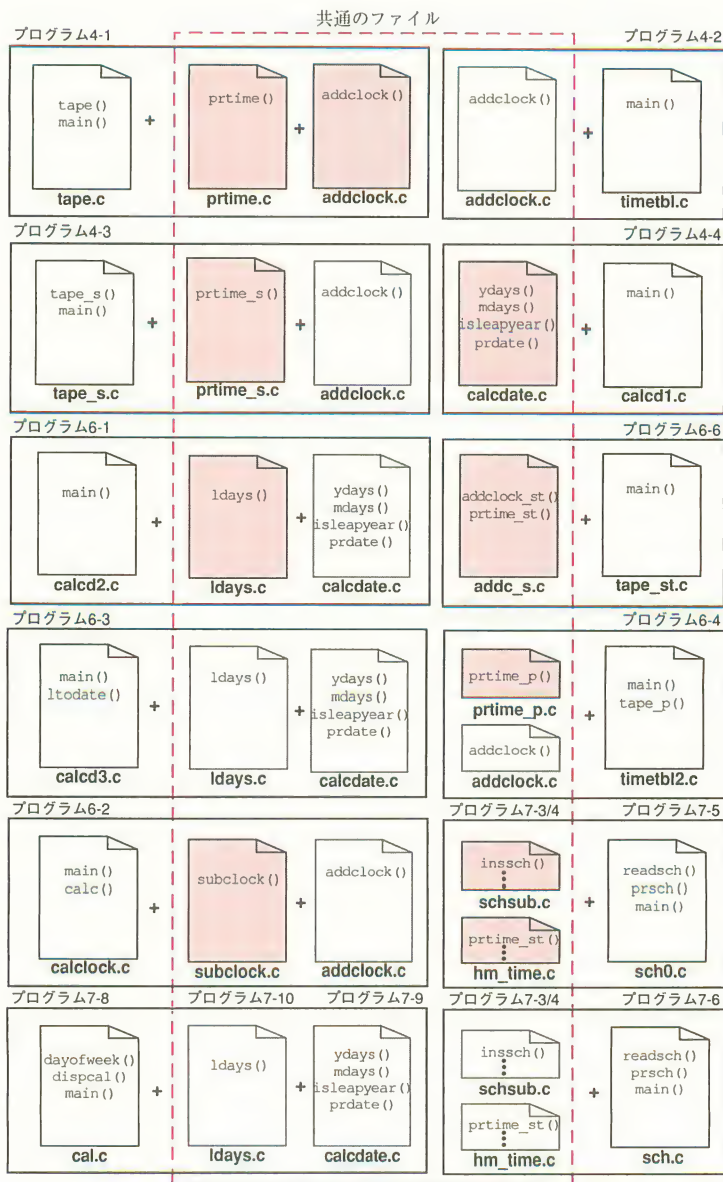 共通のファイル
プログラム4-1
tape()
main()
+
prtime()
+
addclock()
tape.c
prtime.c
addclock.c
プログラム4-2
addclock()
+
main()
addclock.c
timetbl.c
プログラム4-3
tape_s()
main()
+
prtime_s()
+
addclock()
tape_s.c
prtime_s.c
addclock.c
プログラム4-4
ydays()
mdays()
isleapyear()
prdate()
+
main()
calcdate.c
calcd1.c
プログラム6-1
main()
+
ldays()
+
ydays()
mdays()
isleapyear()
prdate()
calcd2.c
ldays.c
calcdate.c
プログラム6-6
addclock_st()
prtime_st()
+
main()
addc_s.c
tape_st.c
プログラム6-3
main()
ltodate()
+
ldays()
+
ydays()
mdays()
isleapyear()
prdate()
calcd3.c
ldays.c
calcdate.c
プログラム6-4
prtime_p()
prtime_p.c
addclock()
addclock.c
+
main()
tape_p()
timetbl2.c
プログラム6-2
main()
calc()
+
subclock()
+
addclock()
calclock.c
subclock.c
addclock.c
プログラム7-3/4
プログラム7-5
inssch()
schsub.c
prtime_st()
hm_time.c
+
readsch()
prsch()
main()
sch0.c
プログラム7-8
プログラム7-10
プログラム7-9
dayofweek()
dispcal()
main()
+
ldays()
+
ydays()
mdays()
isleapyear()
prdate()
cal.c
ldays.c
calcdate.c
プログラム7-3/4
プログラム7-6
inssch()
schsub.c
prtime_st()
hm_time.c
+
readsch()
prsch()
main()
sch.c